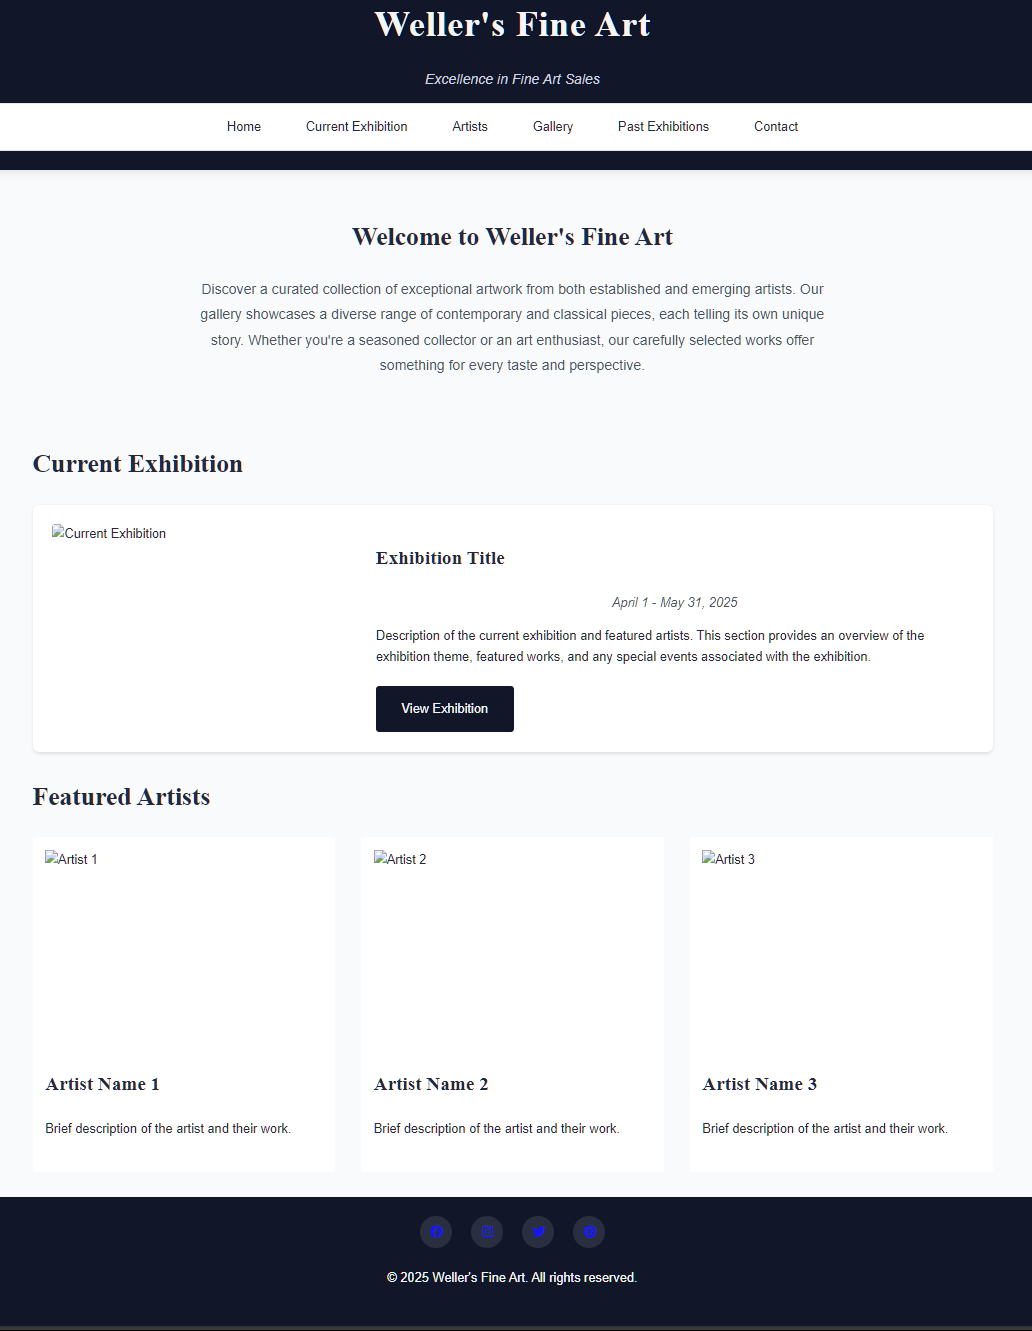 Weller's Fine Art
Excellence in Fine Art Sales
Home Current Exhibition Artists Gallery Past Exhibitions Contact
Welcome to Weller's Fine Art
Discover a curated collection of exceptional artwork from both established and emerging artists. Our
gallery showcases a diverse range of contemporary and classical pieces, each telling its own unique
story. Whether you're a seasoned collector or an art enthusiast, our carefully selected works offer
something for every taste and perspective.
Current Exhibition
Current Exhibition
Exhibition Title
April 1 - May 31, 2025
Description of the current exhibition and featured artists. This section provides an overview of the
exhibition theme, featured works, and any special events associated with the exhibition.
View Exhibition
Featured Artists
Artist 1
Artist Name 1
Brief description of the artist and their work.
Artist 2
Artist Name 2
Brief description of the artist and their work.
Artist 3
Artist Name 3
Brief description of the artist and their work.
© 2025 Weller's Fine Art. All rights reserved.